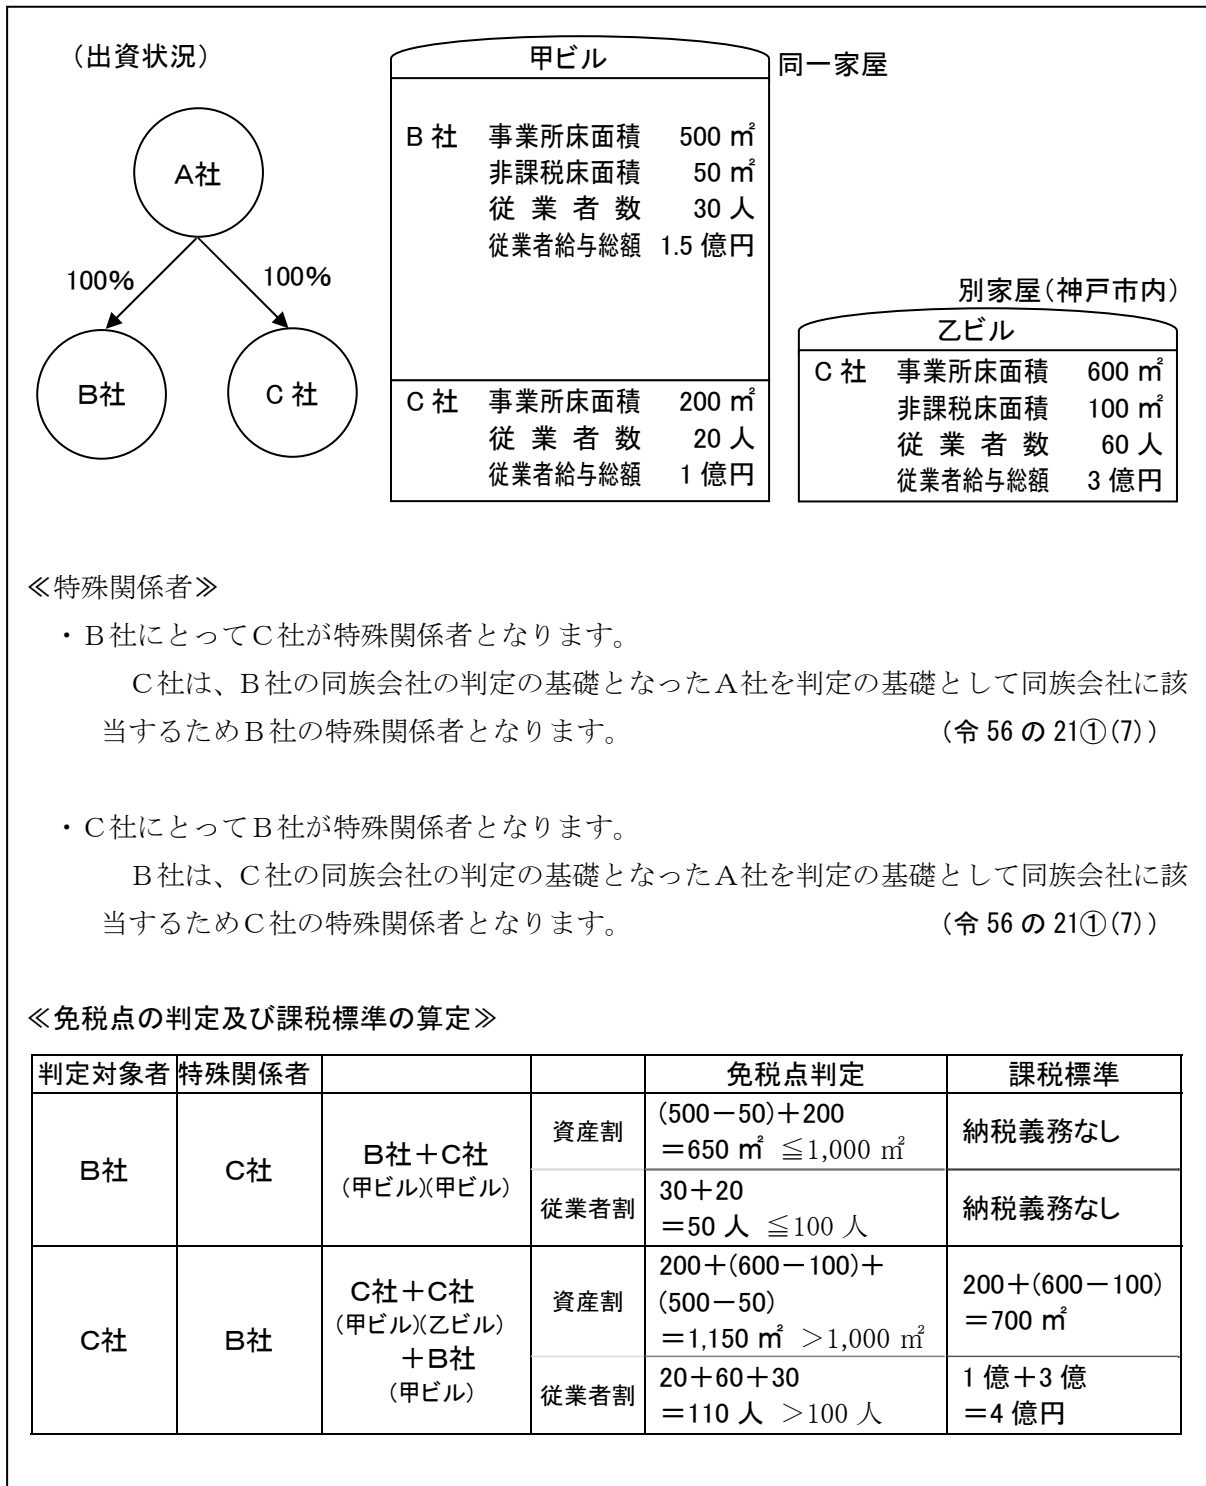 （出資状況）
A社
100%
100%
B社
C 社
甲ビル
同一家屋
B 社 事業所床面積 500 ㎡
非課税床面積 50 ㎡
従 業 者 数 30 人
従業者給与総額 1.5 億円
C 社 事業所床面積 200 ㎡
従 業 者 数 20 人
従業者給与総額 1 億円
別家屋（神戸市内）
乙ビル
C 社 事業所床面積 600 ㎡
非課税床面積 100 ㎡
従 業 者 数 60 人
従業者給与総額 3 億円
≪特殊関係者≫
・Ｂ社にとってＣ社が特殊関係者となります。
Ｃ社は、Ｂ社の同族会社の判定の基礎となったＡ社を判定の基礎として同族会社に該
当するためＢ社の特殊関係者となります。 （令 56 の 21①(7)）
・Ｃ社にとってＢ社が特殊関係者となります。
Ｂ社は、Ｃ社の同族会社の判定の基礎となったＡ社を判定の基礎として同族会社に該
当するためＣ社の特殊関係者となります。 （令 56 の 21①(7)）
≪免税点の判定及び課税標準の算定≫
判定対象者 特殊関係者 免税点判定 課税標準
B社
C社
B社＋C社
(甲ビル)(甲ビル)
資産割
(500－50)＋200
＝650 ㎡ ≦1,000 ㎡
納税義務なし
従業者割
30＋20
＝50 人 ≦100 人
納税義務なし
C社
B社
C社＋C社
(甲ビル)(乙ビル)
＋B社
(甲ビル)
資産割
200＋(600－100)＋
(500－50)
＝1,150 ㎡ ＞1,000 ㎡
200＋(600－100)
＝700 ㎡
従業者割
20＋60＋30
＝110 人 ＞100 人
1 億＋3 億
＝4 億円